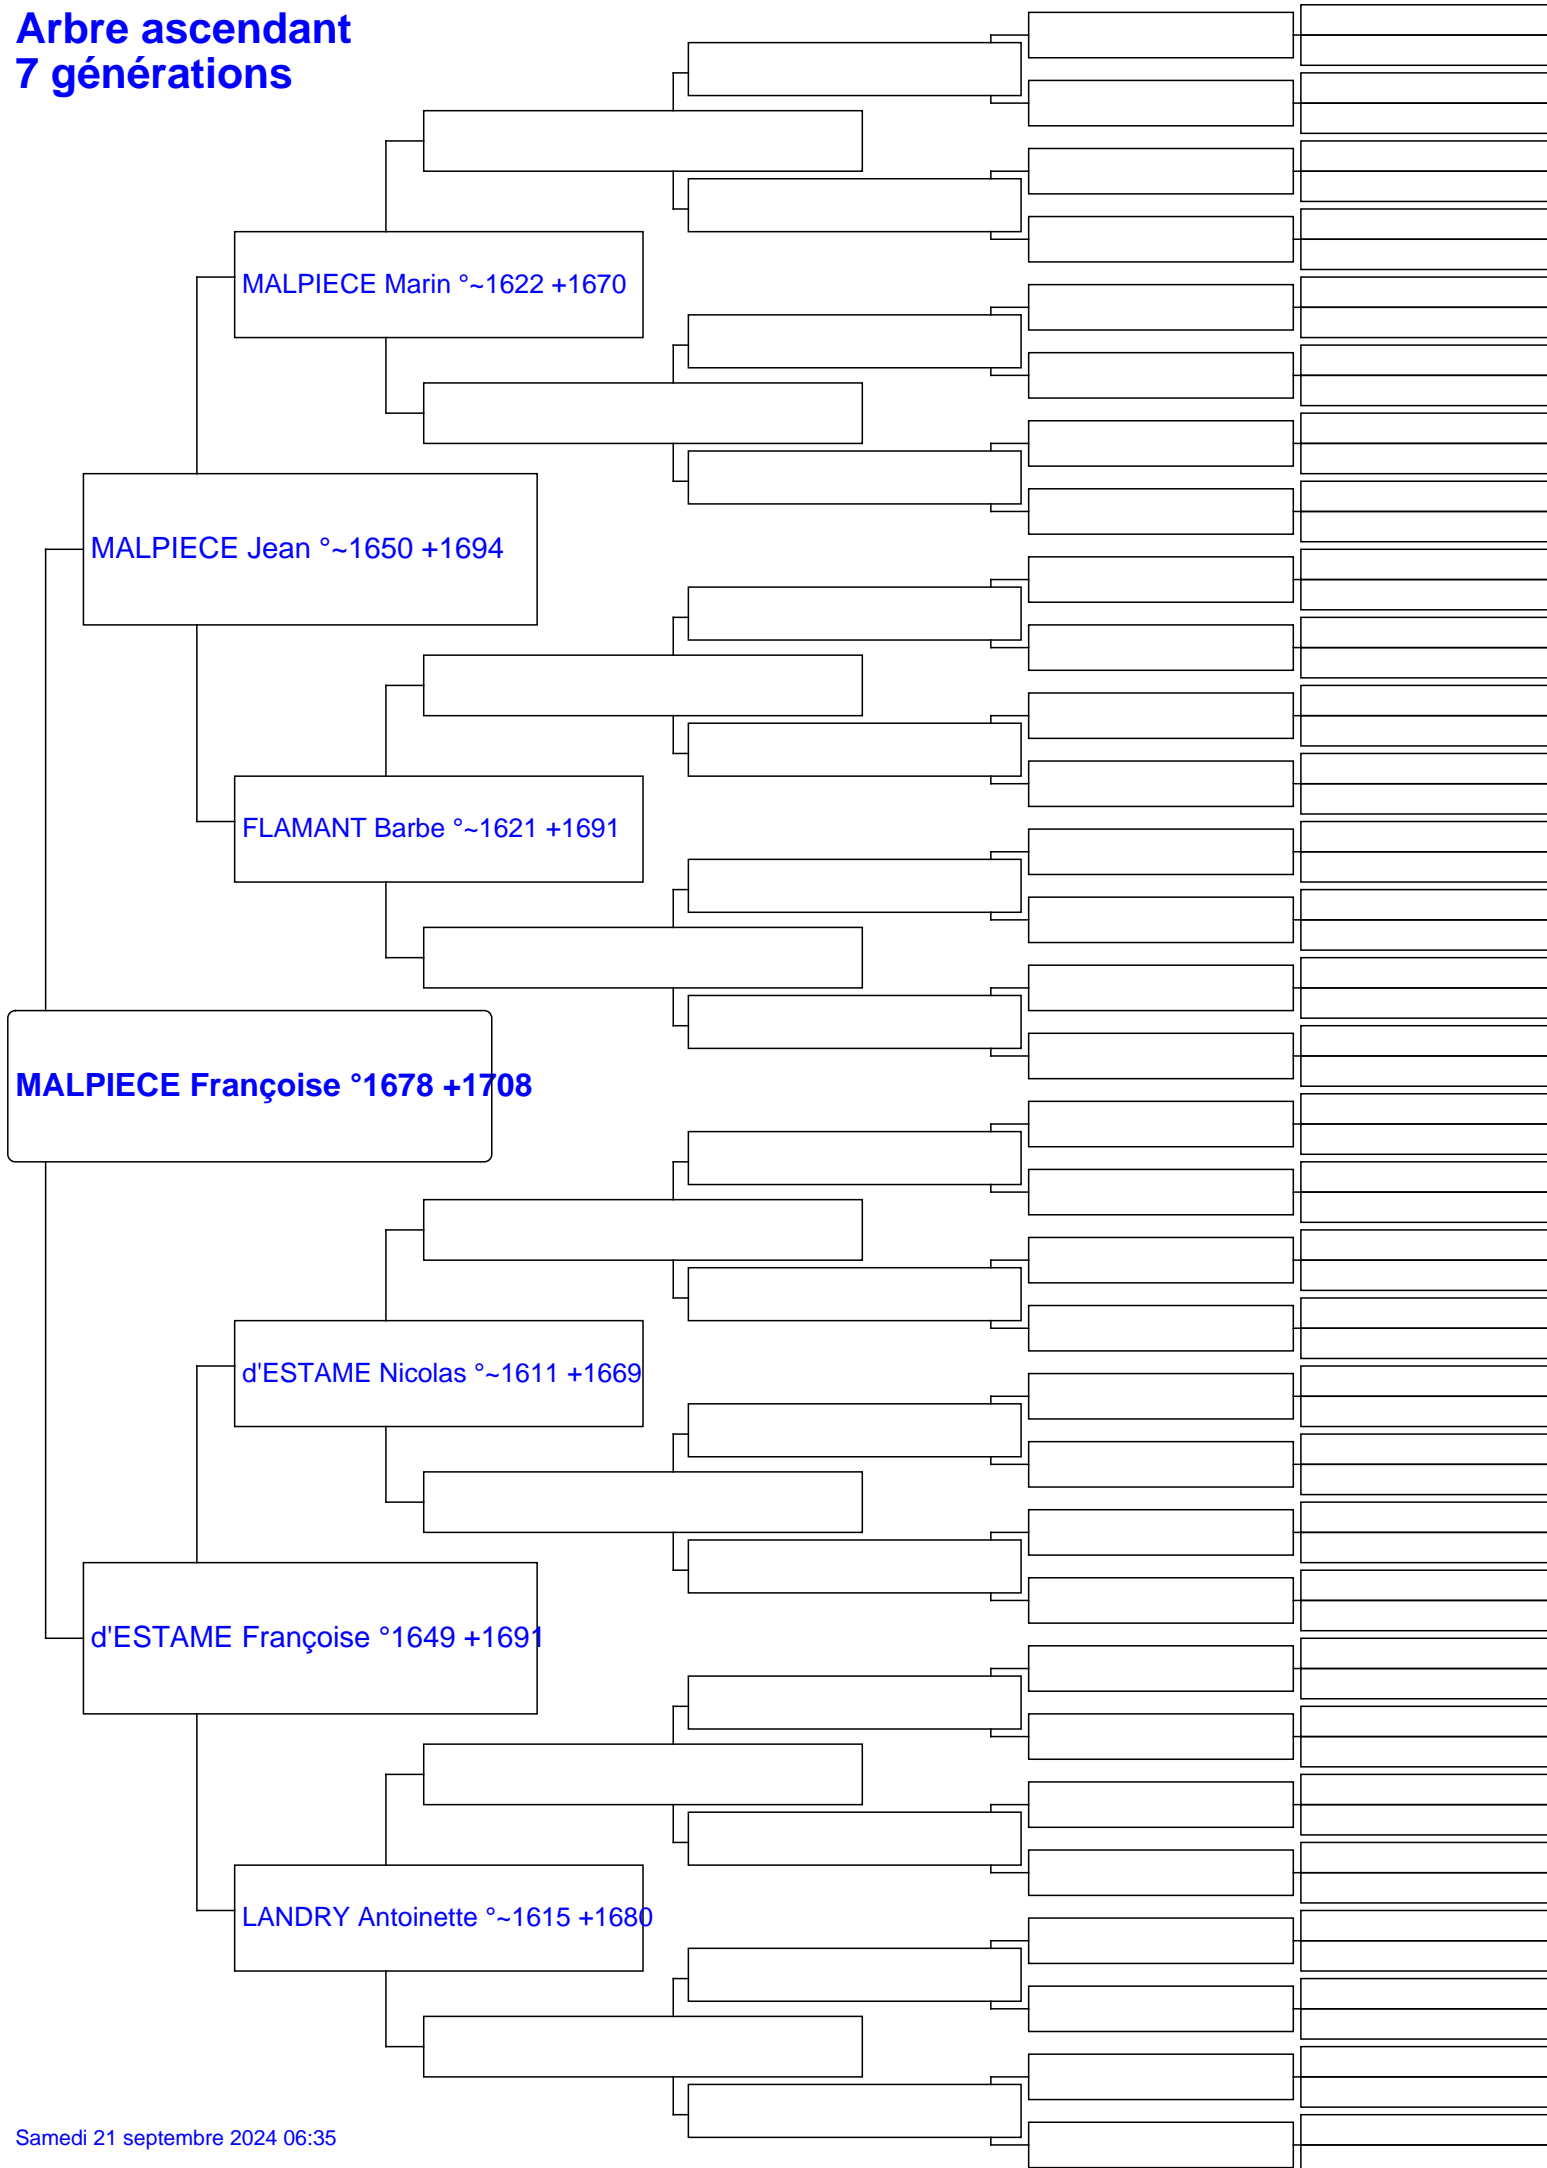 Arbre ascendant
7 générations
MALPIECE Marin °~1622 +1670
MALPIECE Jean °~1650 +1694
FLAMANT Barbe °~1621 +1691
MALPIECE Françoise °1678 +1708
d'ESTAME Nicolas °~1611 +1669
d'ESTAME Françoise °1649 +1691
LANDRY Antoinette °~1615 +1680
Samedi 21 septembre 2024 06:35